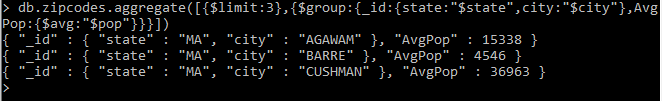 > db.zipcodes.aggregate([{$limit:3},{$group:{_id:{state:"$state",city:"$city"},Avg
Pop:{$avg:"$pop"}}}])
{ "_id" : { "state" : "MA", "city" : "AGAWAM" }, "AvgPop" : 15338 }
{ "_id" : { "state" : "MA", "city" : "BARRE" }, "AvgPop" : 4546 }
{ "_id" : { "state" : "MA", "city" : "CUSHMAN" }, "AvgPop" : 36963 }
>